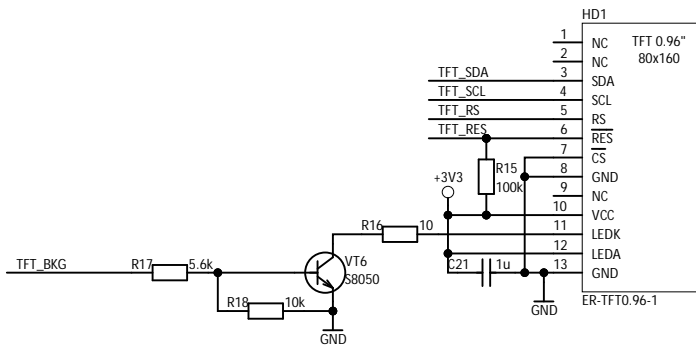 HD1
1 NC TFT 0.96"
2 NC 80x160
TFT_SDA 3 SDA
TFT_SCL 4 SCL
TFT_RS 5 RS
TFT_RES 6 RES
7 CS
+3V3 R15 8 GND
100k 9 NC
10 VCC
R16 10 11 LEDK
12 LEDA
TFT_BKG R17 5.6k VT6 C21 1u 13 GND
S8050
R18 10k ER-TFT0.96-1
GND
GND